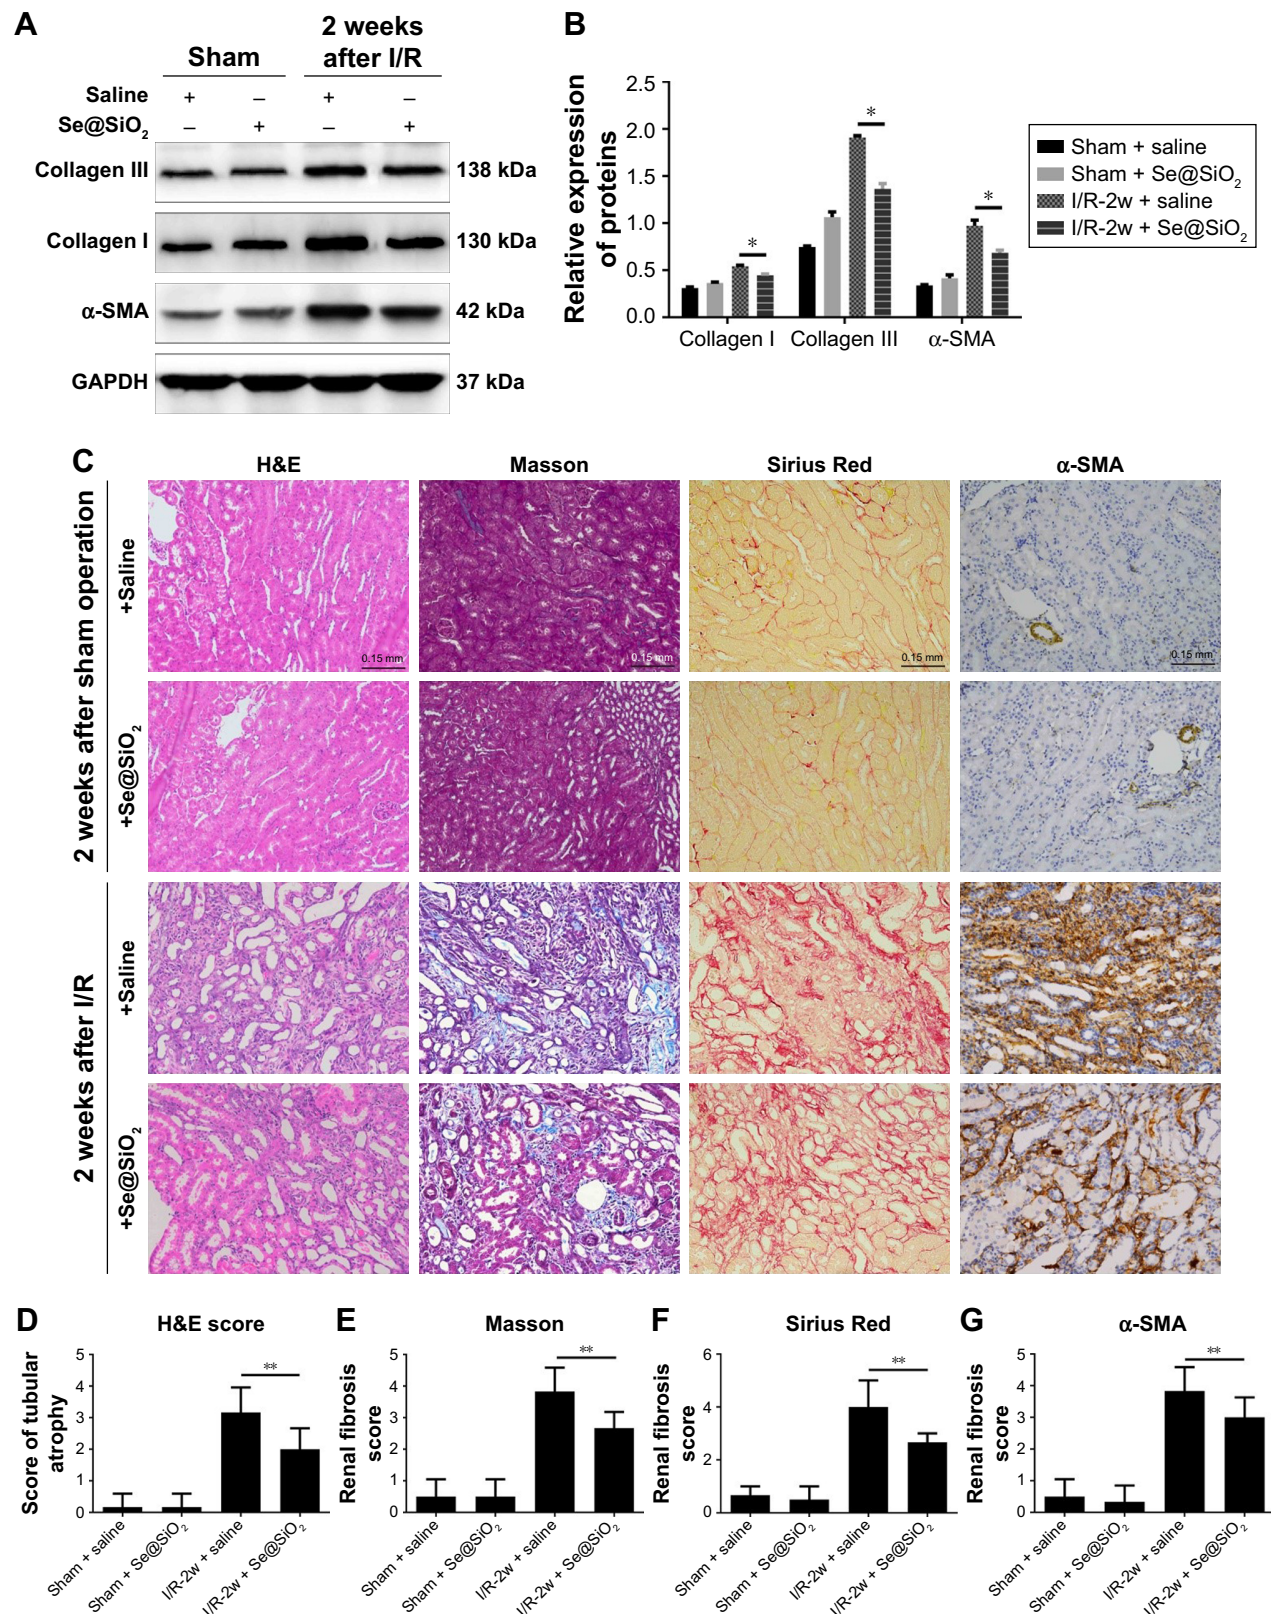 A
Sham
2 weeks
after I/R
Saline + – + –
Se@SiO₂ – + – +
Collagen III 138 kDa
Collagen I 130 kDa
α-SMA 42 kDa
GAPDH 37 kDa
B
Relative expression
of proteins
2.5
2.0
1.5
1.0
0.5
0.0
* * *
Collagen I Collagen III α-SMA
Sham + saline
Sham + Se@SiO₂
I/R-2w + saline
I/R-2w + Se@SiO₂
C
H&E Masson Sirius Red α-SMA
2 weeks after sham operation
+Saline
0.15 mm 0.15 mm 0.15 mm 0.15 mm
+Se@SiO₂
2 weeks after I/R
+Saline
+Se@SiO₂
D
H&E score
Score of tubular
atrophy
5
4
3
2
1
0
**
Sham + saline
Sham + Se@SiO₂
I/R-2w + saline
I/R-2w + Se@SiO₂
E
Masson
Renal fibrosis
score
5
4
3
2
1
0
**
Sham + saline
Sham + Se@SiO₂
I/R-2w + saline
I/R-2w + Se@SiO₂
F
Sirius Red
Renal fibrosis
score
6
4
2
0
**
Sham + saline
Sham + Se@SiO₂
I/R-2w + saline
I/R-2w + Se@SiO₂
G
α-SMA
Renal fibrosis
score
5
4
3
2
1
0
**
Sham + saline
Sham + Se@SiO₂
I/R-2w + saline
I/R-2w + Se@SiO₂